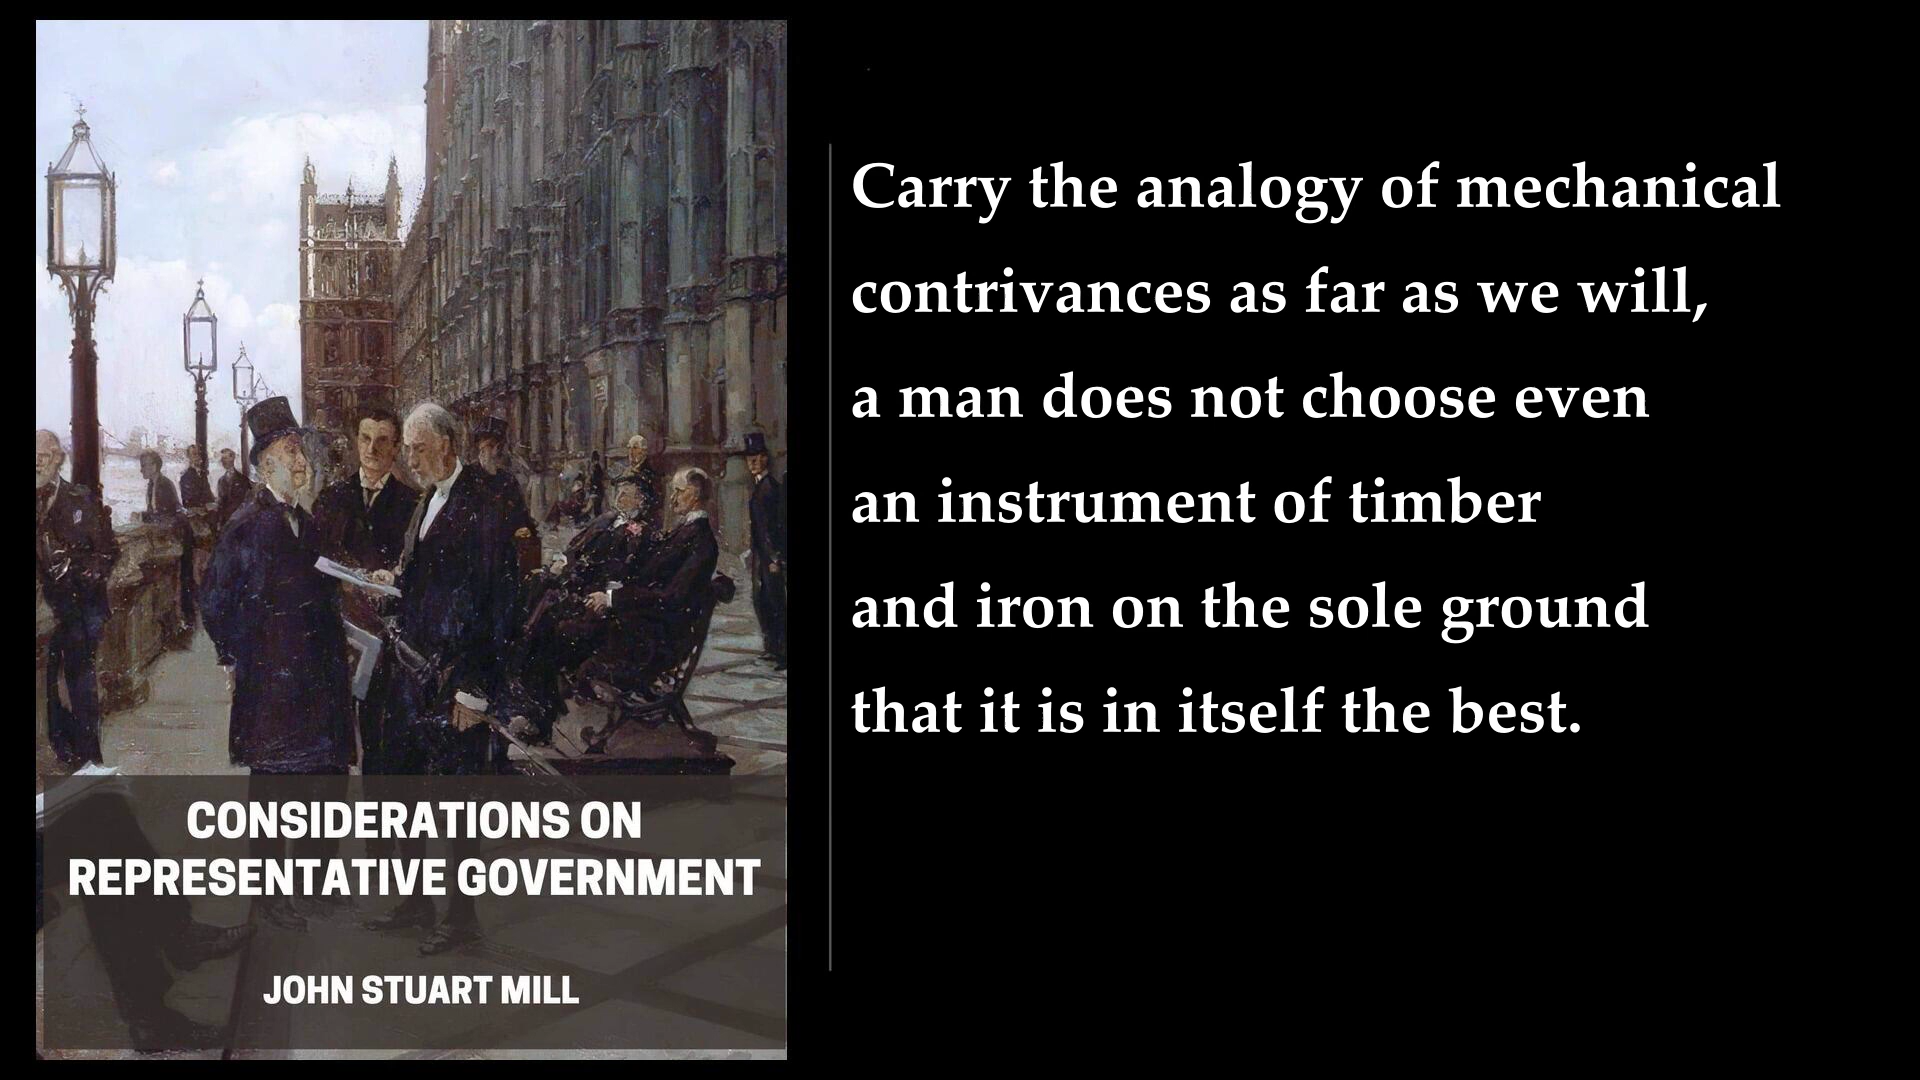 Carry the analogy of mechanical
contrivances as far as we will,
a man does not choose even
an instrument of timber
and iron on the sole ground
that it is in itself the best.
CONSIDERATIONS ON
REPRESENTATIVE GOVERNMENT
JOHN STUART MILL